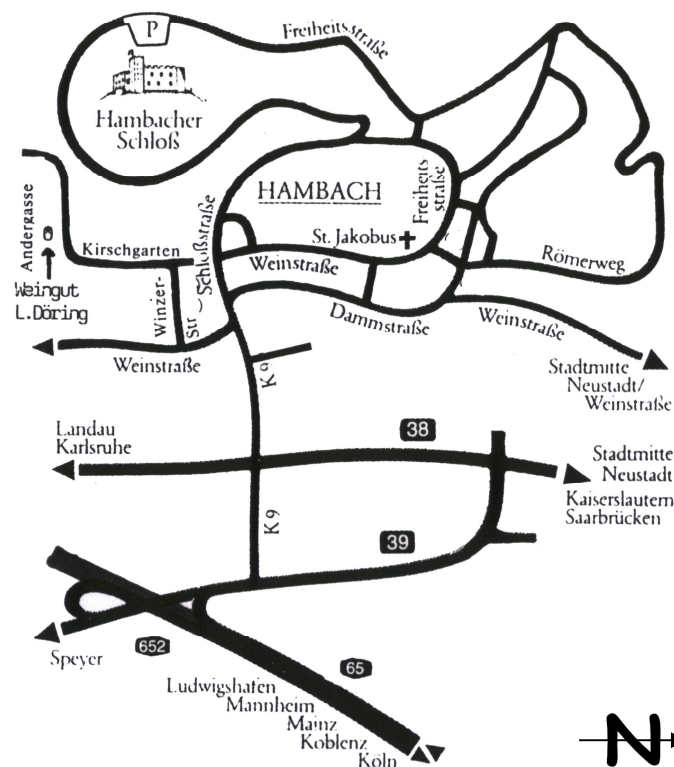 P
Freiheitsstraße
Hambacher
Schloß
HAMBACH
Freiheits
straße
St. Jakobus
Schloßstraße
Andergasse
Kirschgarten
Weinstraße
Römerweg
Weingut
L.Döring
Winzer-
Str
Dammstraße
Weinstraße
Weinstraße
K 9
Stadtmitte
Neustadt/
Weinstraße
Landau
Karlsruhe
38
Stadtmitte
Neustadt
Kaiserslautern
Saarbrücken
K 9
39
652
Speyer
65
Ludwigshafen
Mannheim
Mainz
Koblenz
Köln
N